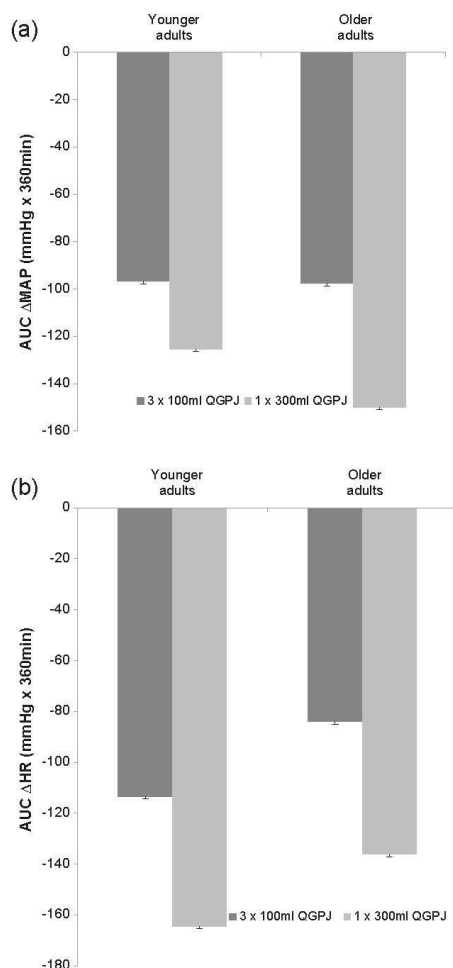 (a)
Younger adults
Older adults
0
-20
-40
-60
-80
-100
-120
-140
-160
AUC ΔMAP (mmHg x 360min)
3 x 100ml QGPJ 1 x 300ml QGPJ
(b)
Younger adults
Older adults
0
-20
-40
-60
-80
-100
-120
-140
-160
-180
AUC ΔHR (mmHg x 360min)
3 x 100ml QGPJ 1 x 300ml QGPJ